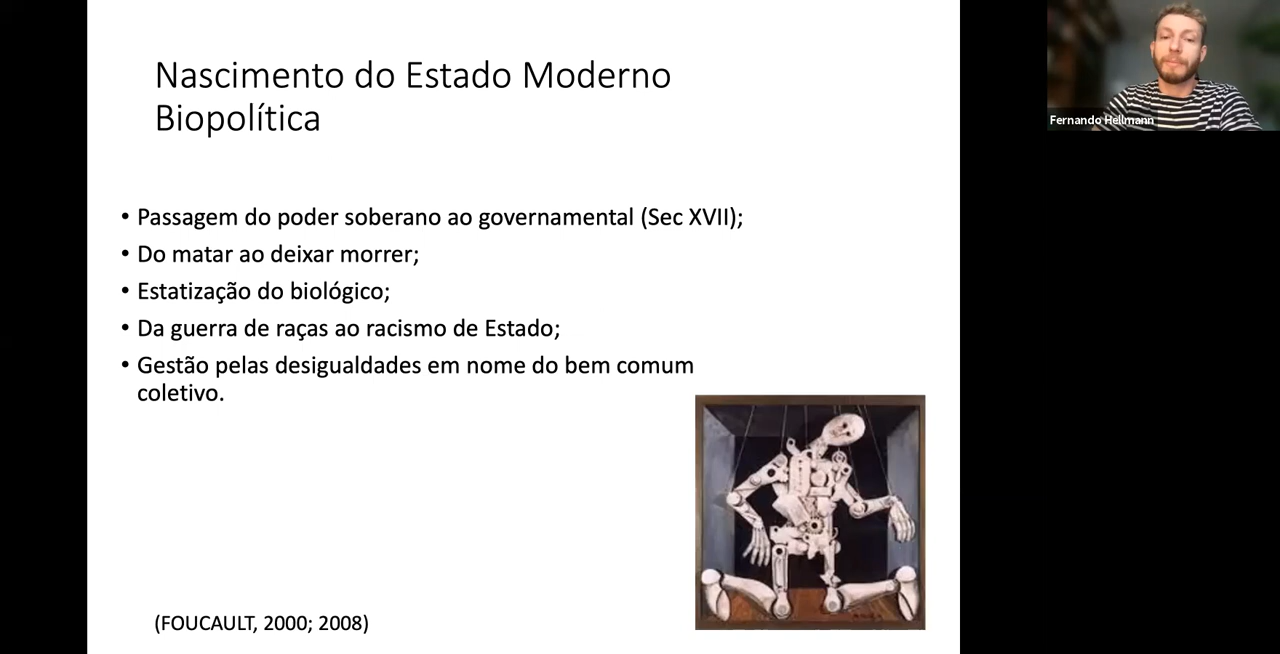 Nascimento do Estado Moderno
Biopolítica
• Passagem do poder soberano ao governamental (Sec XVII);
• Do matar ao deixar morrer;
• Estatização do biológico;
• Da guerra de raças ao racismo de Estado;
• Gestão pelas desigualdades em nome do bem comum
coletivo.
(FOUCAULT, 2000; 2008)
Fernando Hellmann